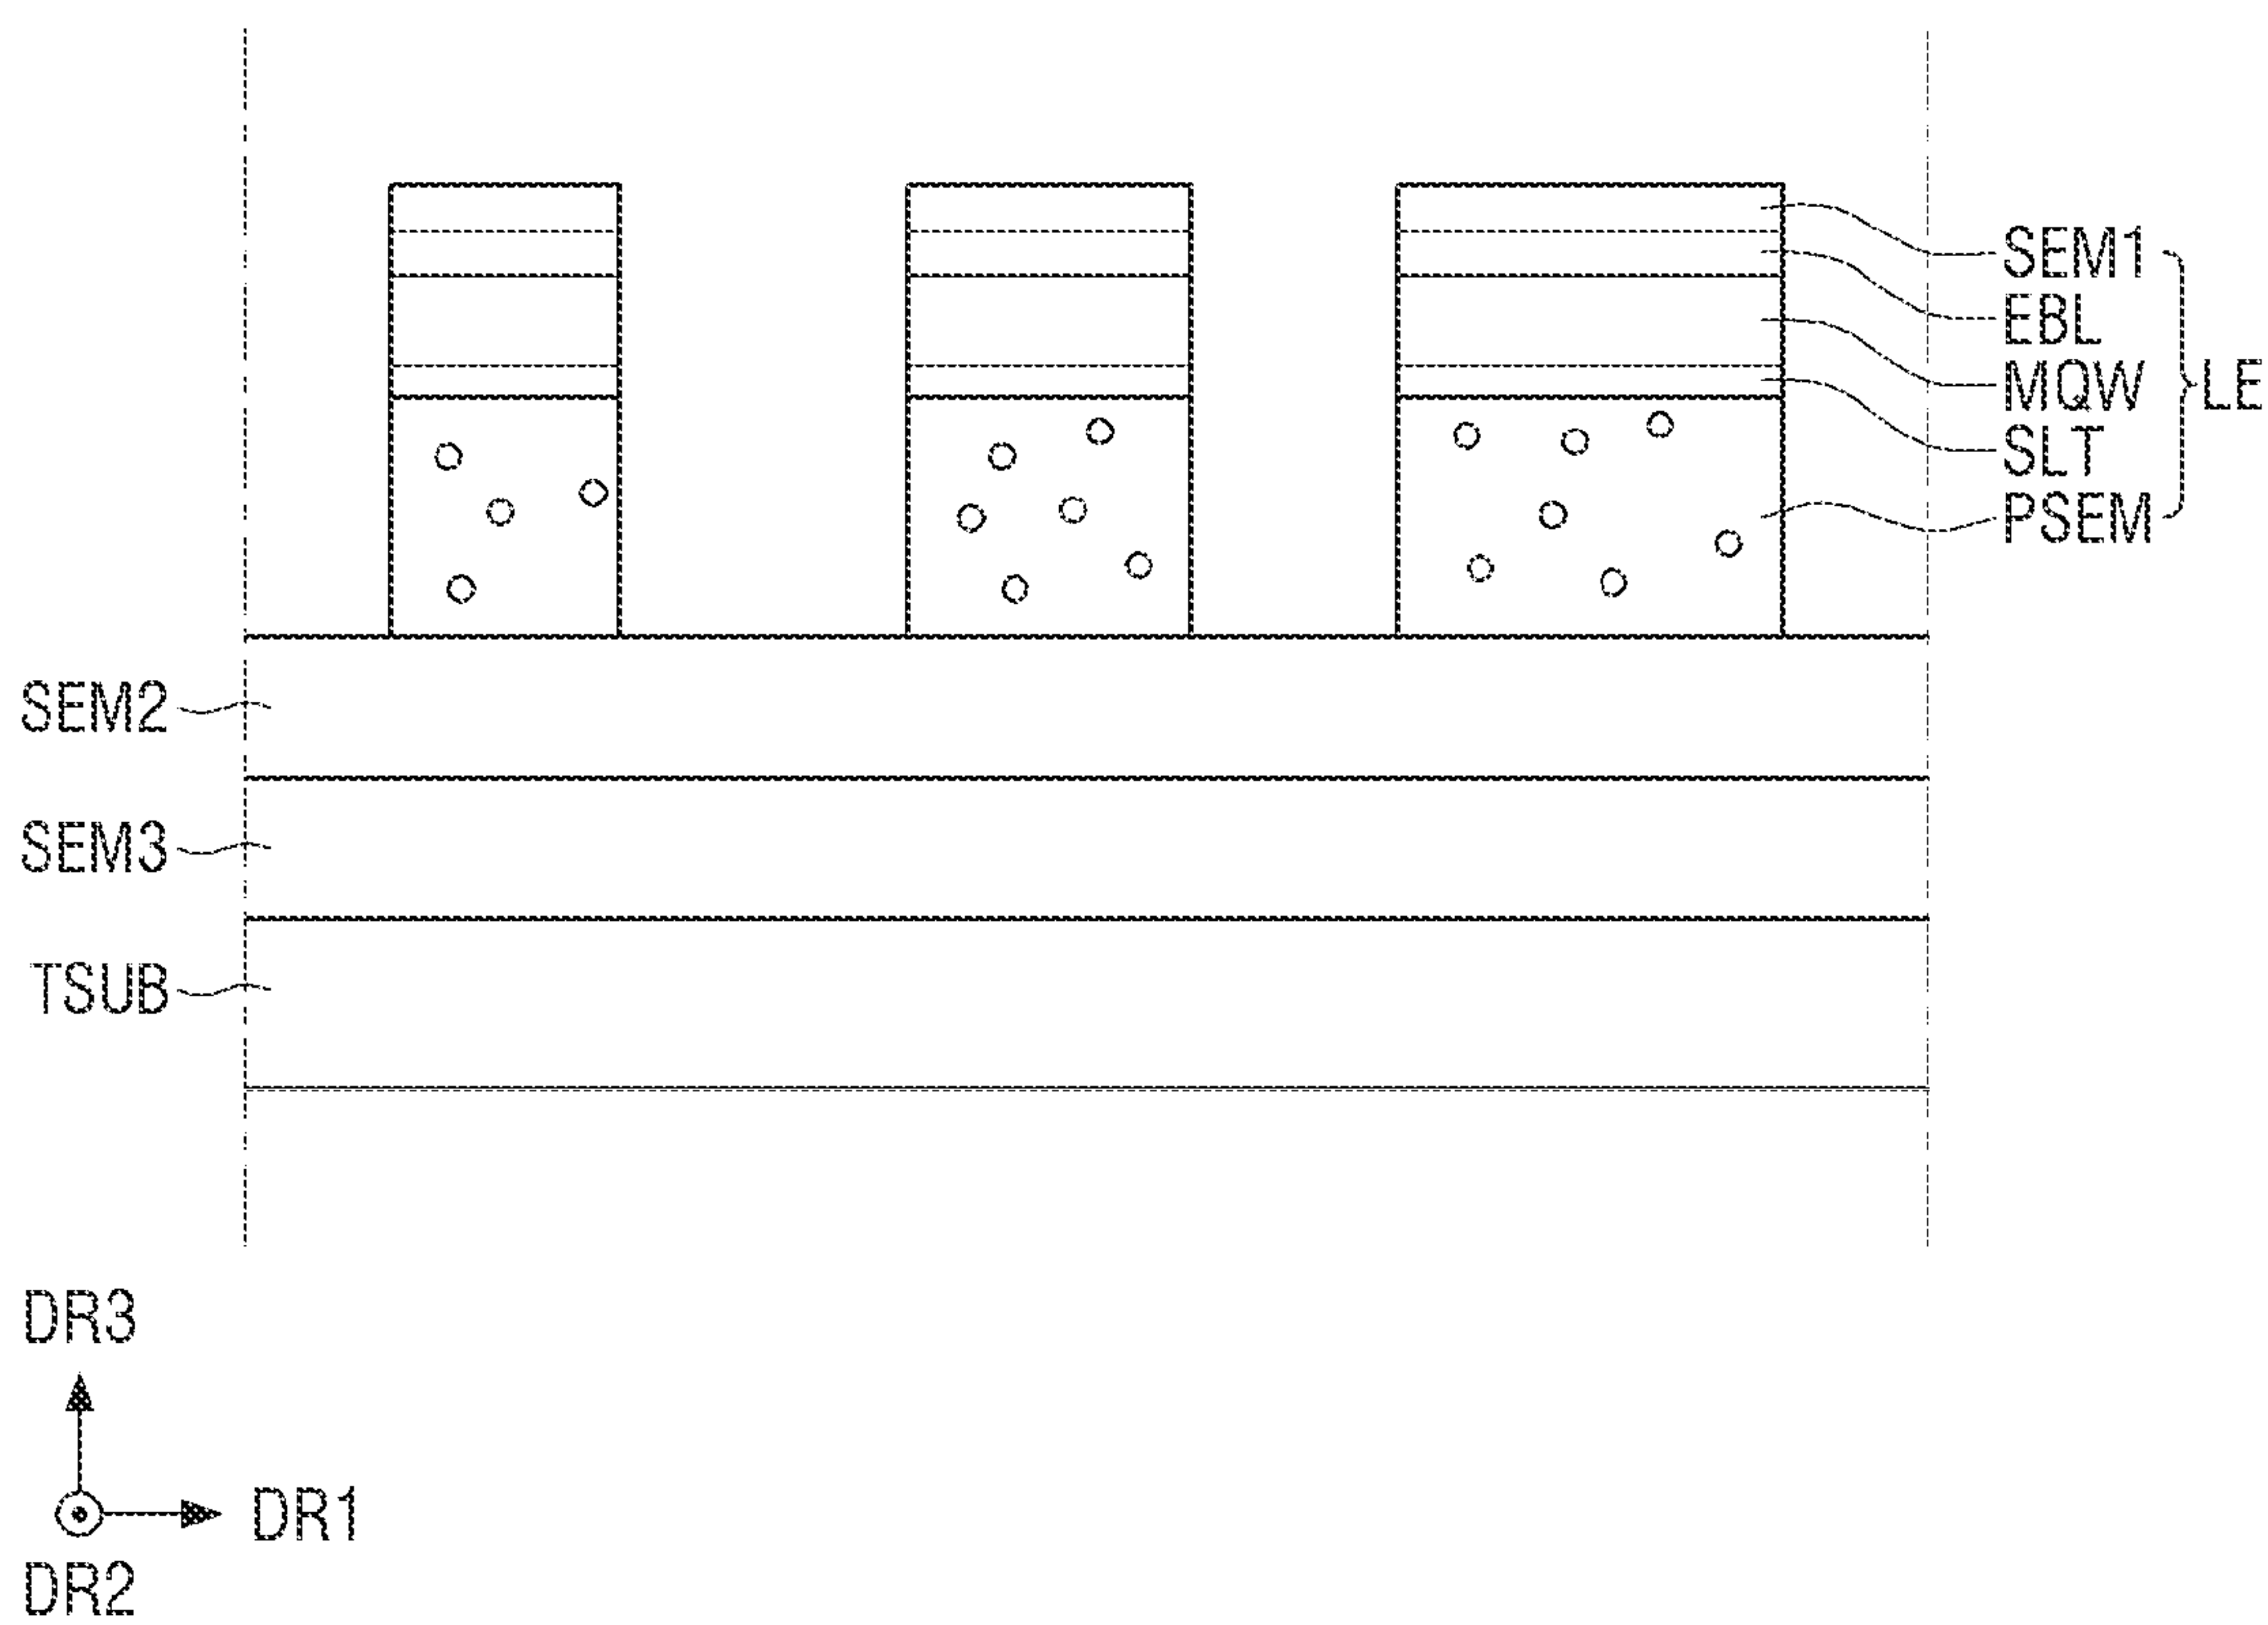 SEM1
EBL
MQW
SLT
PSEM
LE
SEM2
SEM3
TSUB
DR3
DR1
DR2